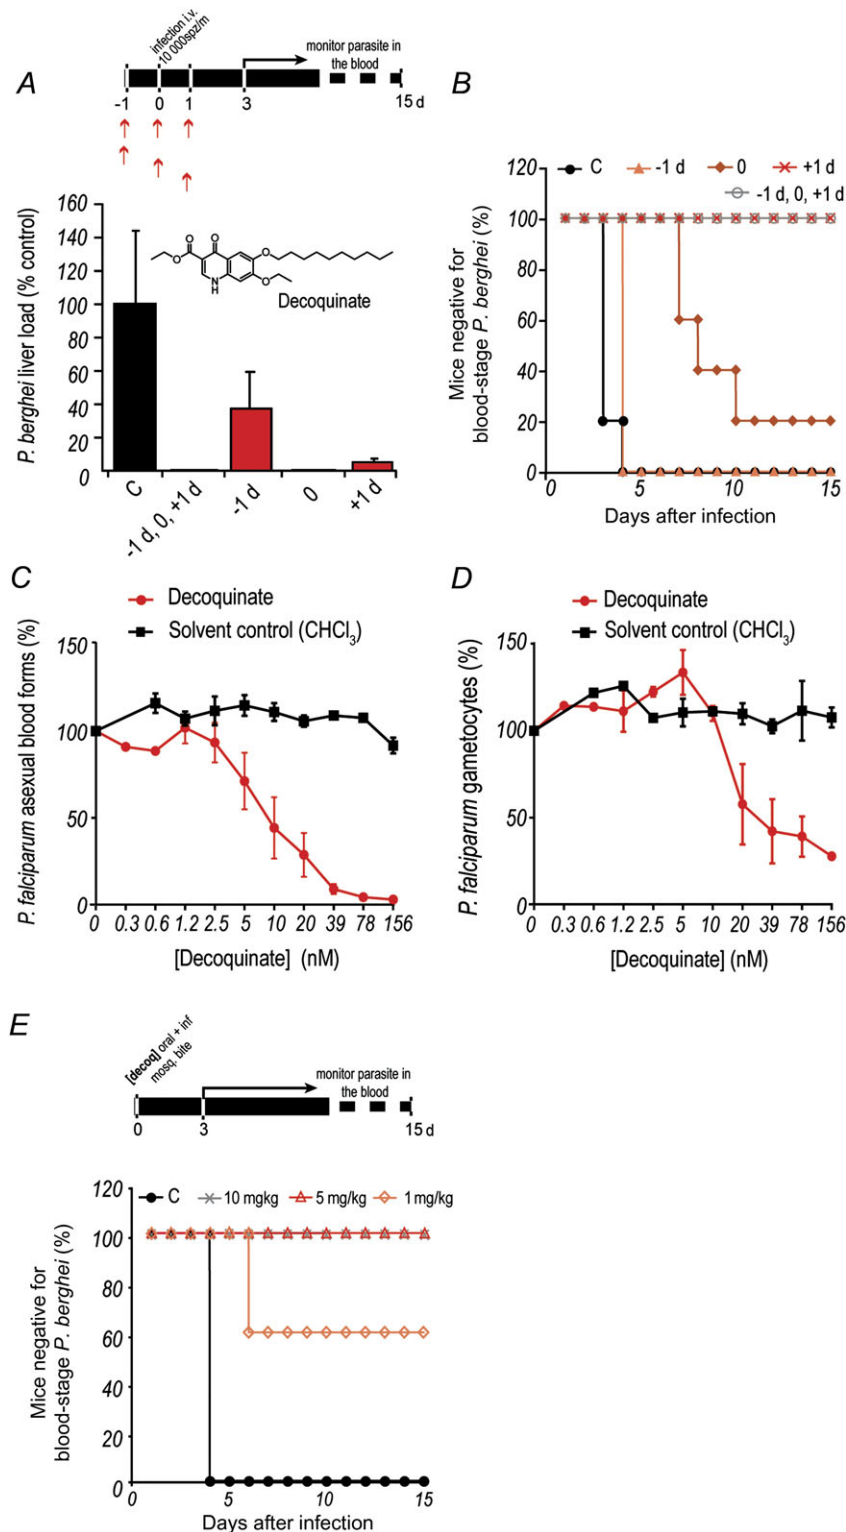 A
infection i.v.
10 000spz/m
monitor parasite in
the blood
-1 0 1 3 15 d
P. berghei liver load (% control)
160
140
120
100
80
60
40
20
0
O
O
O
O
O
N
H
Decoquinate
C
-1 d, 0, +1 d
-1 d
0
+1 d
B
C -1 d 0 +1 d
-1 d, 0, +1 d
Mice negative for
blood-stage P. berghei (%)
120
100
80
60
40
20
0
0 5 10 15
Days after infection
C
Decoquinate
Solvent control (CHCl3)
P. falciparum asexual blood forms (%)
150
100
50
0
0 0.3 0.6 1.2 2.5 5 10 20 39 78 156
[Decoquinate] (nM)
D
Decoquinate
Solvent control (CHCl3)
P. falciparum gametocytes (%)
150
100
50
0
0 0.3 0.6 1.2 2.5 5 10 20 39 78 156
[Decoquinate] (nM)
E
[decoq] oral + inf
mosq. bite
monitor parasite in
the blood
0 3 15 d
C 10 mgkg 5 mg/kg 1 mg/kg
Mice negative for
blood-stage P. berghei (%)
120
100
80
60
40
20
0
0 5 10 15
Days after infection